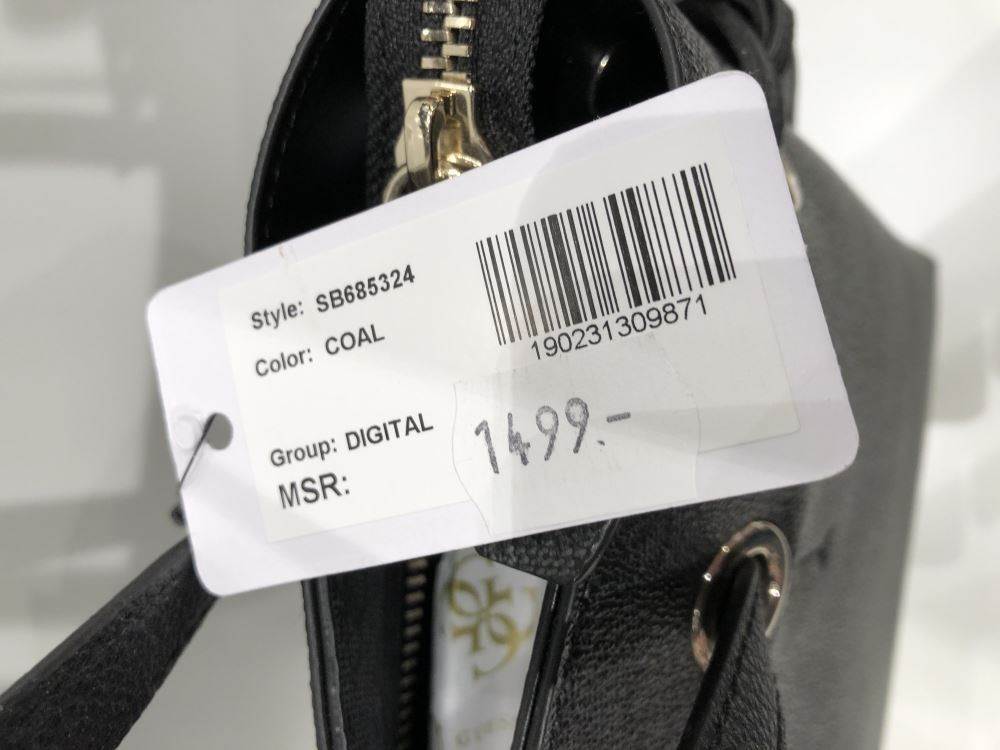 Style: SB685324
Color: COAL
190231309871
Group: DIGITAL
MSR:
1499.-